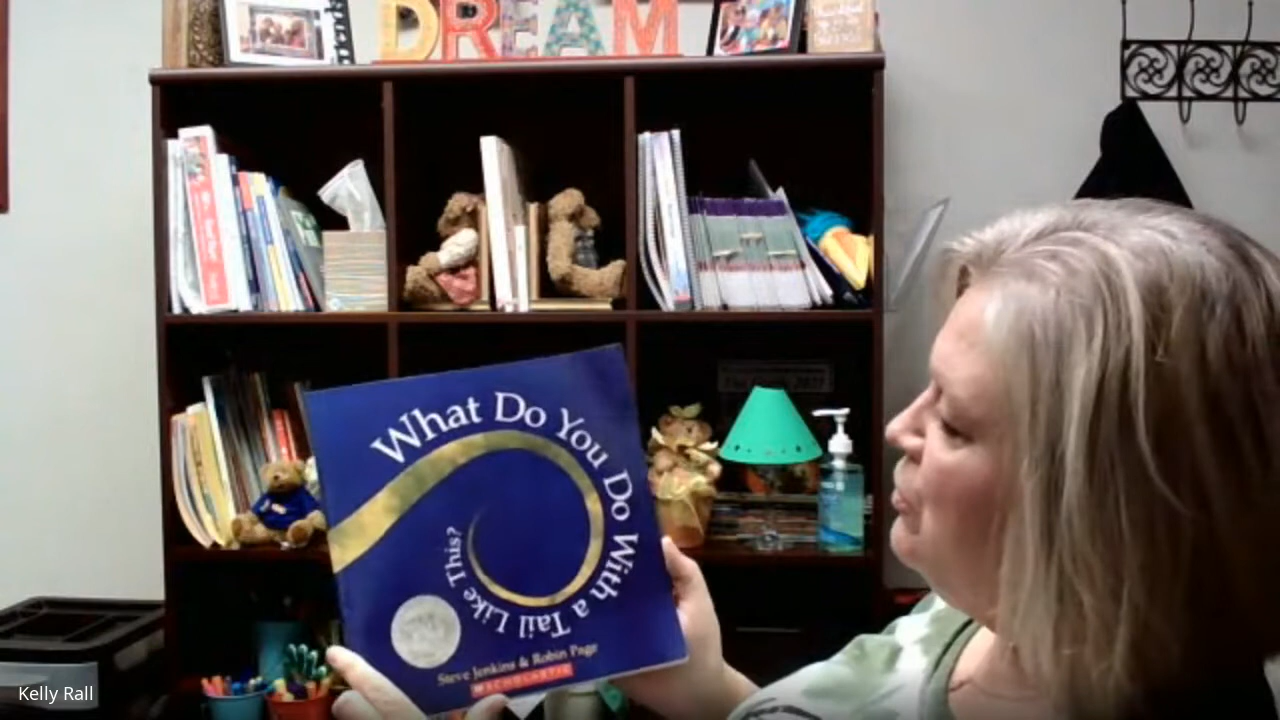 DREAM
What Do You Do With a Tail Like This?
Steve Jenkins & Robin Page
SCHOLASTIC
Kelly Rall